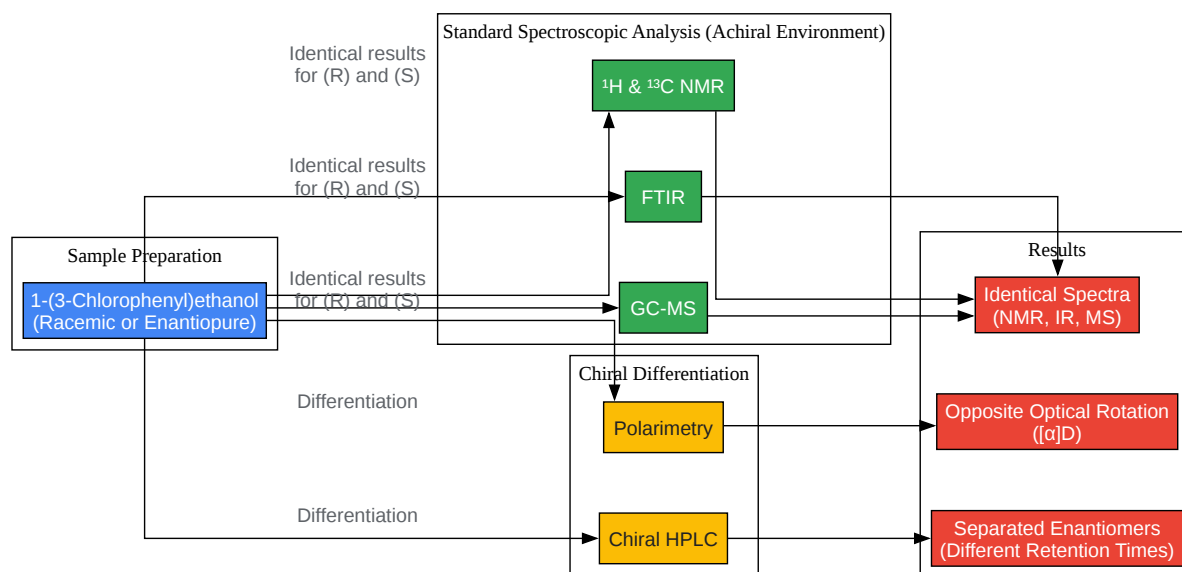 Standard Spectroscopic Analysis (Achiral Environment)
Identical results
for (R) and (S)
¹H & ¹³C NMR
Identical results
for (R) and (S)
FTIR
Sample Preparation
Results
1-(3-Chlorophenyl)ethanol
(Racemic or Enantiopure)
Identical results
for (R) and (S)
GC-MS
Identical Spectra
(NMR, IR, MS)
Chiral Differentiation
Differentiation
Polarimetry
Opposite Optical Rotation
([α]D)
Differentiation
Chiral HPLC
Separated Enantiomers
(Different Retention Times)